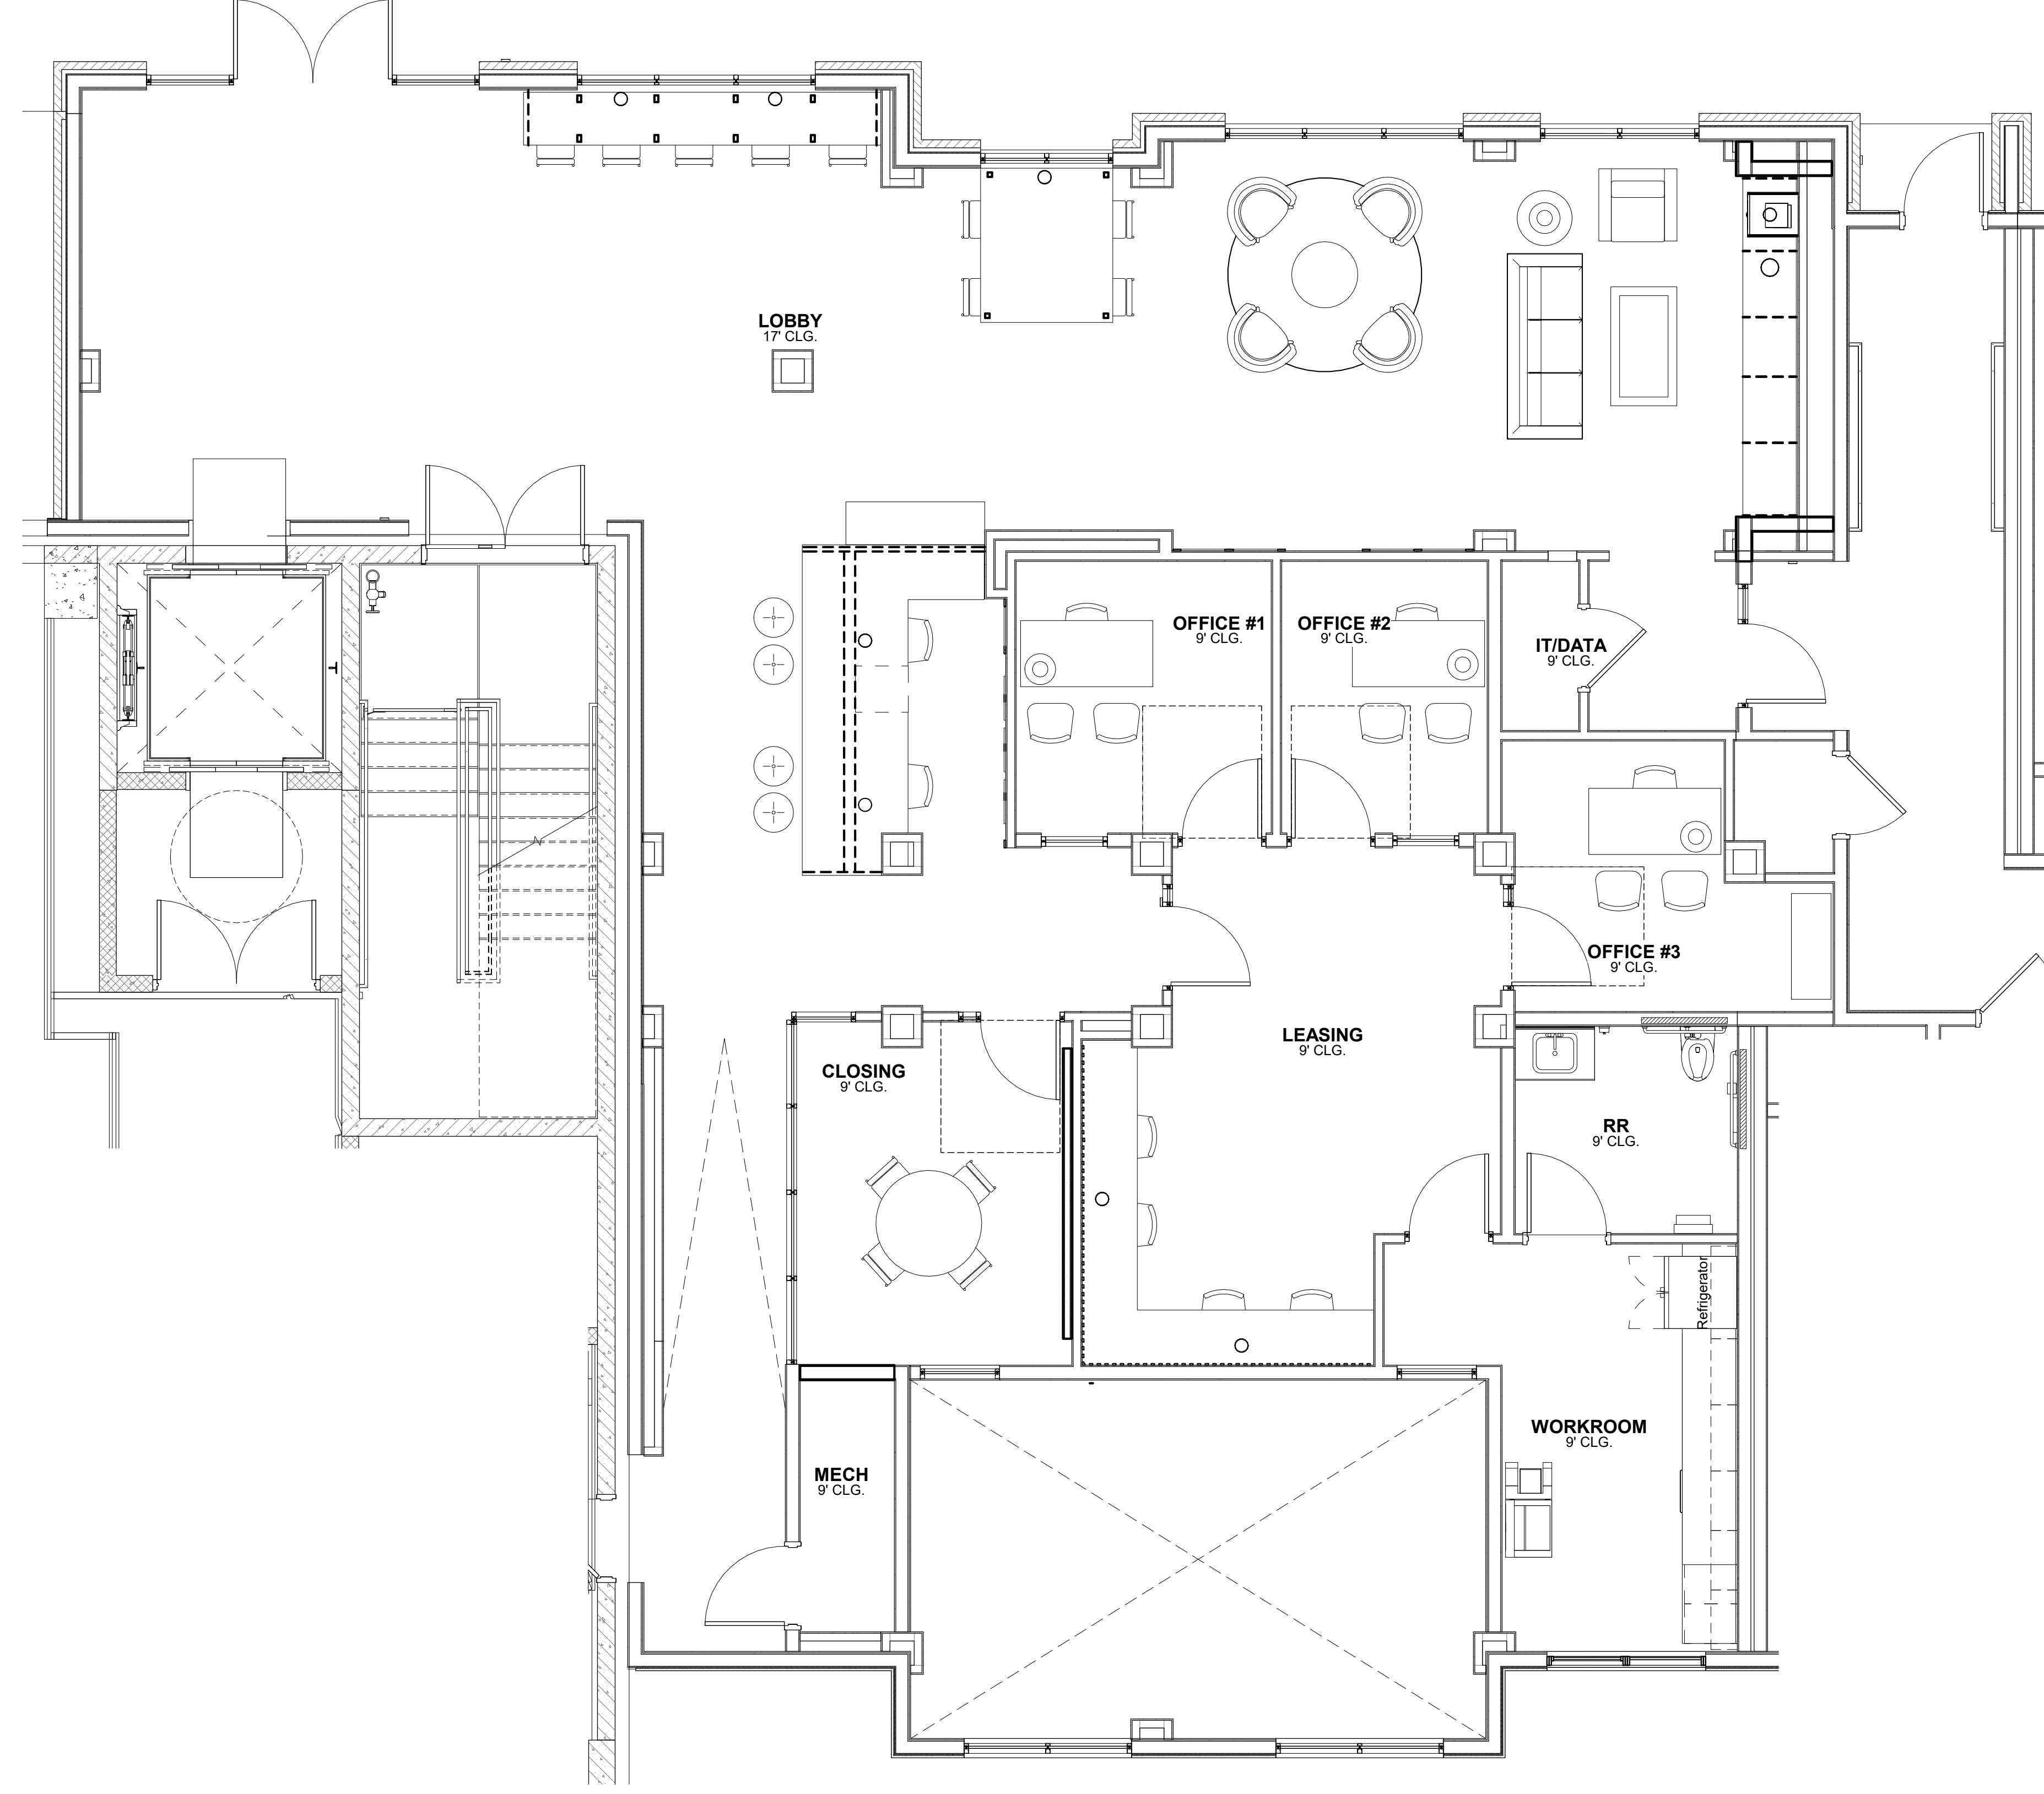 LOBBY
17' CLG.
OFFICE #1
9' CLG.
OFFICE #2
9' CLG.
IT/DATA
9' CLG.
OFFICE #3
9' CLG.
LEASING
9' CLG.
CLOSING
9' CLG.
RR
9' CLG.
Refrigerator
WORKROOM
9' CLG.
MECH
9' CLG.